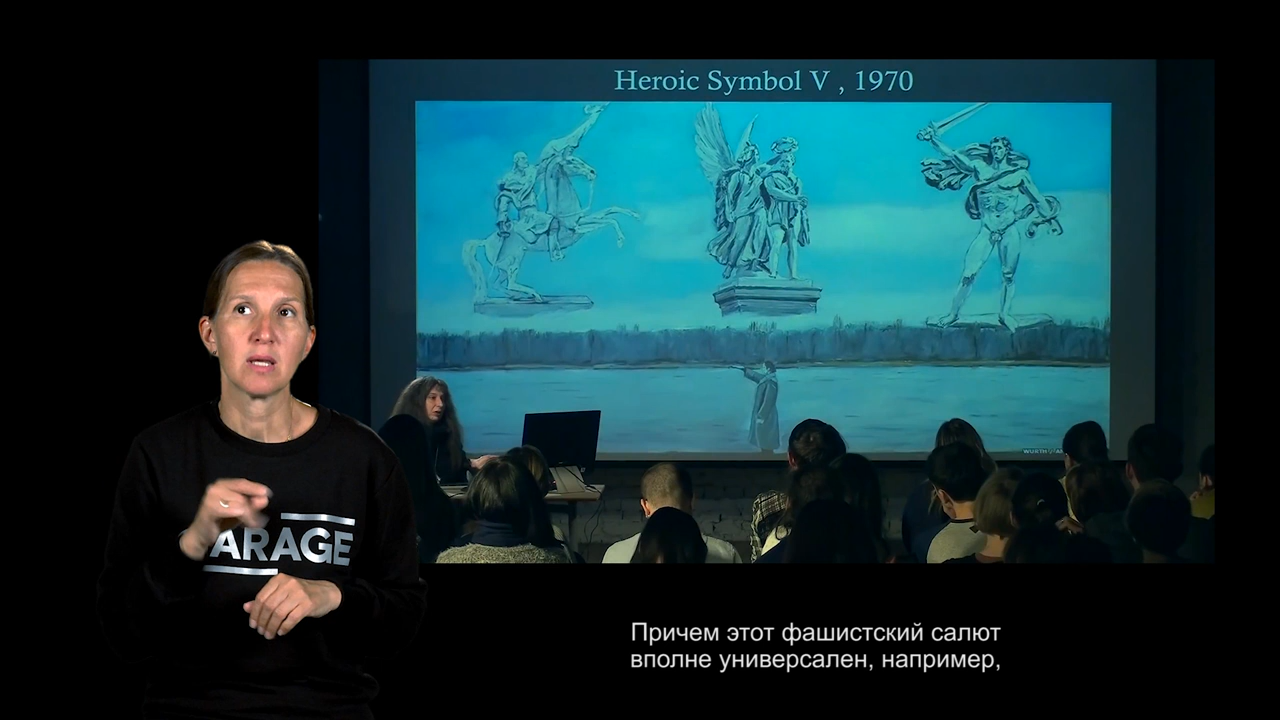 Heroic Symbol V , 1970
ARAGE
Причем этот фашистский салют
вполне универсален, например,